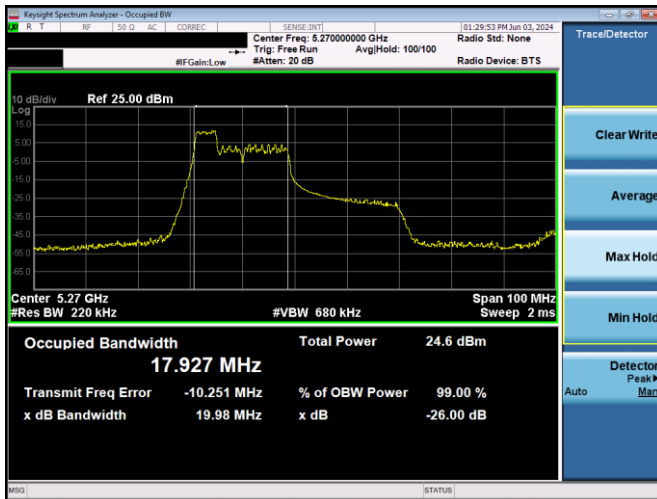 Keysight Spectrum Analyzer - Occupied BW
R T RF 50 Ω AC CORREC SENSE:INT 01:29:53 PM Jun 03, 2024
Center Freq: 5.270000000 GHz Radio Std: None
Trig: Free Run Avg|Hold: 100/100
#IFGain:Low #Atten: 20 dB Radio Device: BTS
10 dB/div Ref 25.00 dBm
Log
15.0
5.00
-5.00
-15.0
-25.0
-35.0
-45.0
-55.0
-65.0
Center 5.27 GHz Span 100 MHz
#Res BW 220 kHz #VBW 680 kHz Sweep 2 ms
Occupied Bandwidth Total Power 24.6 dBm
17.927 MHz
Transmit Freq Error -10.251 MHz % of OBW Power 99.00 %
x dB Bandwidth 19.98 MHz x dB -26.00 dB
MSG STATUS
Trace/Detector
Clear Write
Average
Max Hold
Min Hold
Detector
Peak
Auto Man